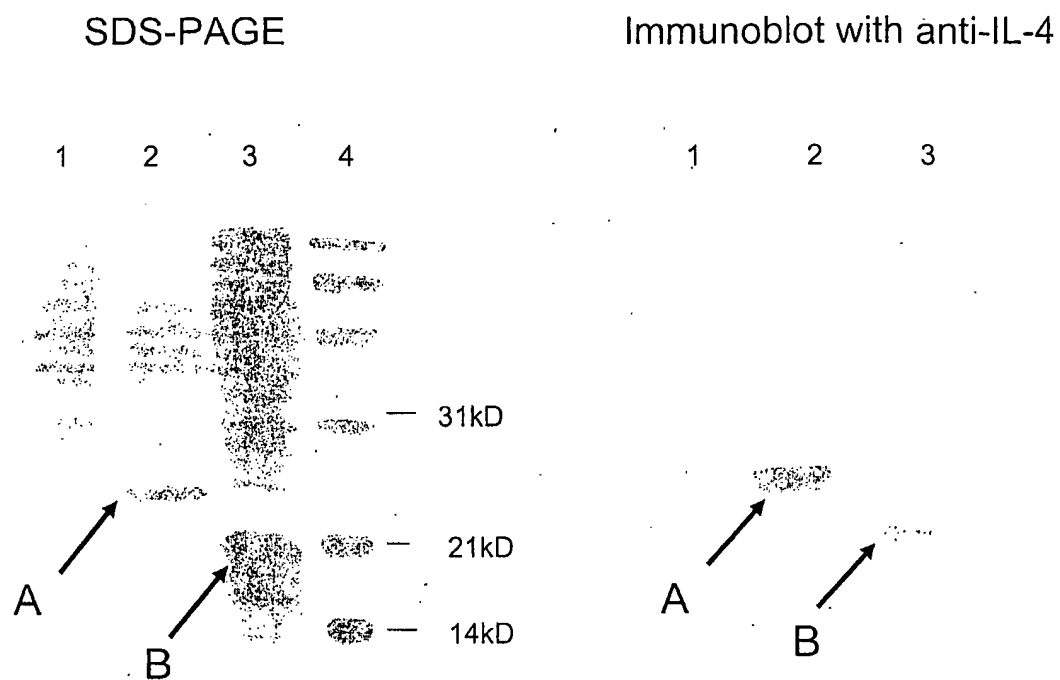 SDS-PAGE
Immunoblot with anti-IL-4
1 2 3 4
1 2 3
31kD
21kD
14kD
A
B
A
B